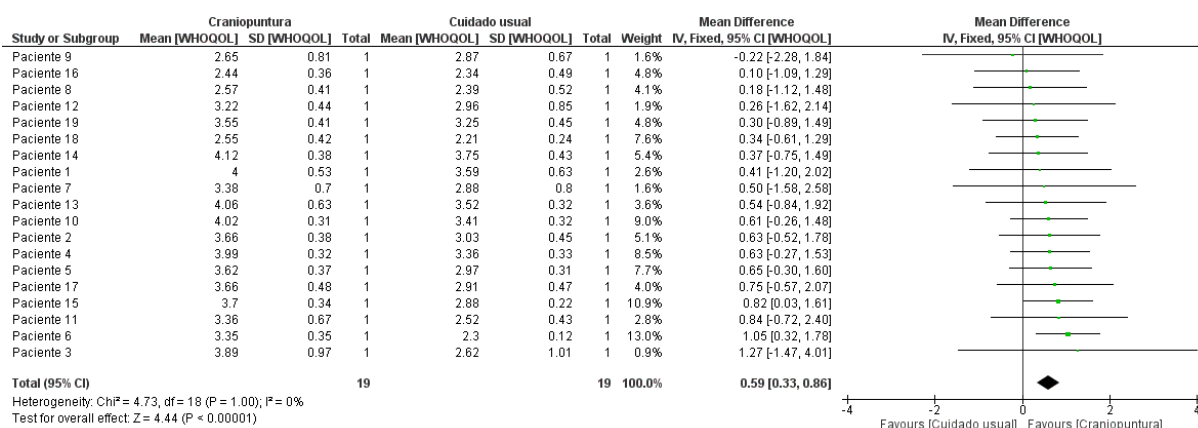 Craniopuntura Cuidado usual Mean Difference Mean Difference
Study or Subgroup Mean [WHOQOL] SD [WHOQOL] Total Mean [WHOQOL] SD [WHOQOL] Total Weight IV, Fixed, 95% CI [WHOQOL] IV, Fixed, 95% CI [WHOQOL]
Paciente 9 2.65 0.81 1 2.87 0.67 1 1.6% -0.22 [-2.28, 1.84]
Paciente 16 2.44 0.36 1 2.34 0.49 1 4.8% 0.10 [-1.09, 1.29]
Paciente 8 2.57 0.41 1 2.39 0.52 1 4.1% 0.18 [-1.12, 1.48]
Paciente 12 3.22 0.44 1 2.96 0.85 1 1.9% 0.26 [-1.62, 2.14]
Paciente 19 3.55 0.41 1 3.25 0.45 1 4.8% 0.30 [-0.89, 1.49]
Paciente 18 2.55 0.42 1 2.21 0.24 1 7.6% 0.34 [-0.61, 1.29]
Paciente 14 4.12 0.38 1 3.75 0.43 1 5.4% 0.37 [-0.75, 1.49]
Paciente 1 4 0.53 1 3.59 0.63 1 2.6% 0.41 [-1.20, 2.02]
Paciente 7 3.38 0.7 1 2.88 0.8 1 1.6% 0.50 [-1.58, 2.58]
Paciente 13 4.06 0.63 1 3.52 0.32 1 3.6% 0.54 [-0.84, 1.92]
Paciente 10 4.02 0.31 1 3.41 0.32 1 9.0% 0.61 [-0.26, 1.48]
Paciente 2 3.66 0.38 1 3.03 0.45 1 5.1% 0.63 [-0.52, 1.78]
Paciente 4 3.99 0.32 1 3.36 0.33 1 8.5% 0.63 [-0.27, 1.53]
Paciente 5 3.62 0.37 1 2.97 0.31 1 7.7% 0.65 [-0.30, 1.60]
Paciente 17 3.66 0.48 1 2.91 0.47 1 4.0% 0.75 [-0.57, 2.07]
Paciente 15 3.7 0.34 1 2.88 0.22 1 10.9% 0.82 [0.03, 1.61]
Paciente 11 3.36 0.67 1 2.52 0.43 1 2.8% 0.84 [-0.72, 2.40]
Paciente 6 3.35 0.35 1 2.3 0.12 1 13.0% 1.05 [0.32, 1.78]
Paciente 3 3.89 0.97 1 2.62 1.01 1 0.9% 1.27 [-1.47, 4.01]
Total (95% CI) 19 19 100.0% 0.59 [0.33, 0.86]
Heterogeneity: Chi² = 4.73, df = 18 (P = 1.00); I² = 0%
Test for overall effect: Z = 4.44 (P < 0.00001)
-4 -2 0 2 4
Favours [Cuidado usual] Favours [Craniopuntura]